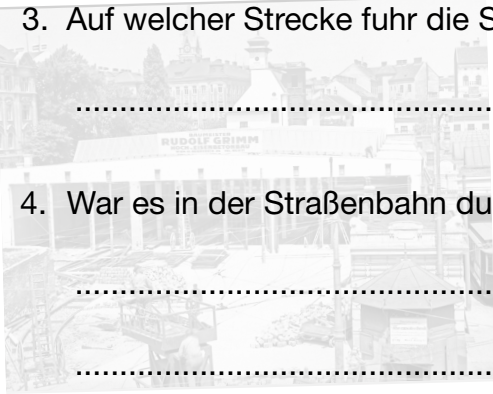 3. Auf welcher Strecke fuhr die S
RUDOLF GRIMM
4. War es in der Straßenbahn du